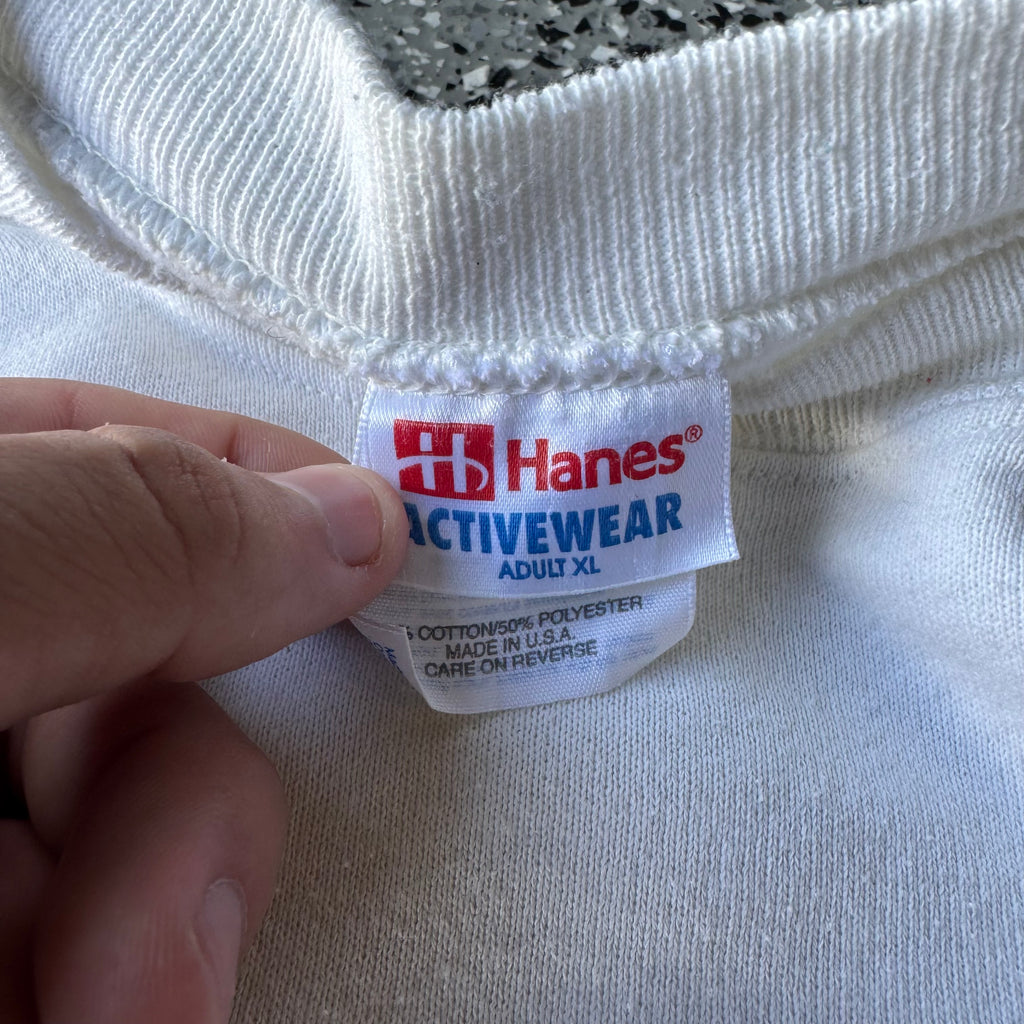 Hanes®
ACTIVEWEAR
ADULT XL
% COTTON/50% POLYESTER
MADE IN U.S.A.
CARE ON REVERSE